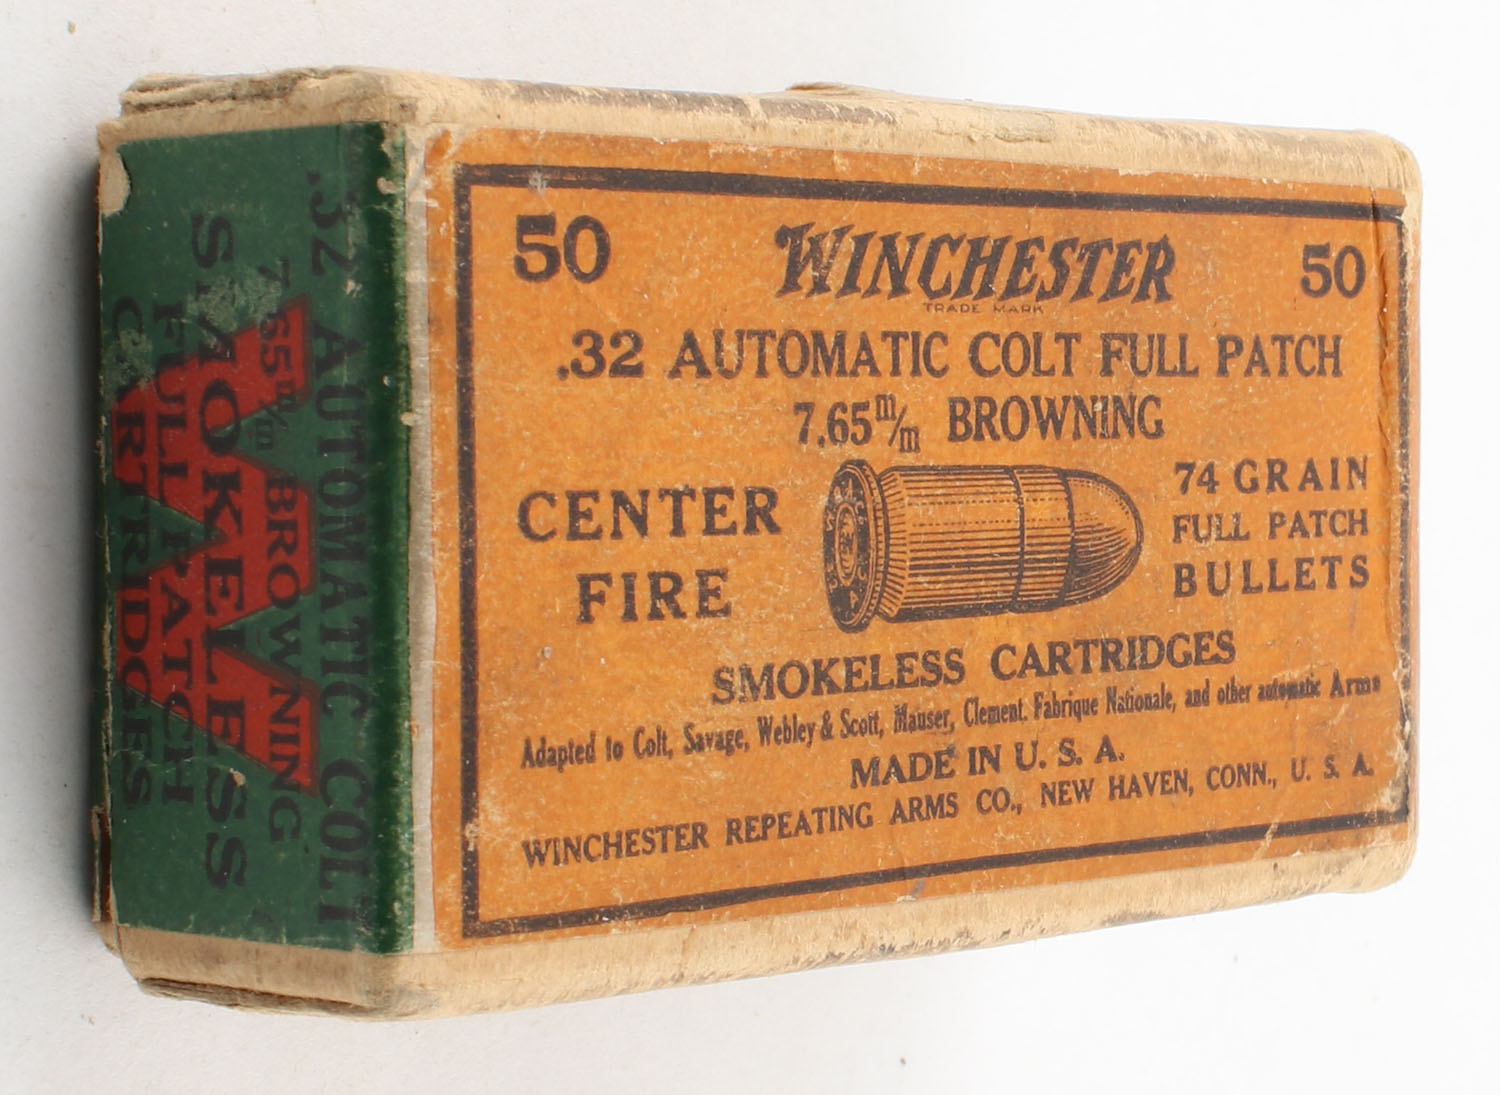 50 WINCHESTER 50
TRADE MARK
.32 AUTOMATIC COLT FULL PATCH
7.65 m/m BROWNING
CENTER
FIRE
74 GRAIN
FULL PATCH
BULLETS
SMOKELESS CARTRIDGES
Adapted to Colt, Savage, Webley & Scott, Mauser, Clement. Fabrique Nationale, and other automatic Arms
MADE IN U. S. A.
WINCHESTER REPEATING ARMS CO., NEW HAVEN, CONN., U. S. A.
.32 AUTOMATIC COLT
7.65 m/m BROWNING
SMOKELESS
FULL PATCH
CARTRIDGES
W